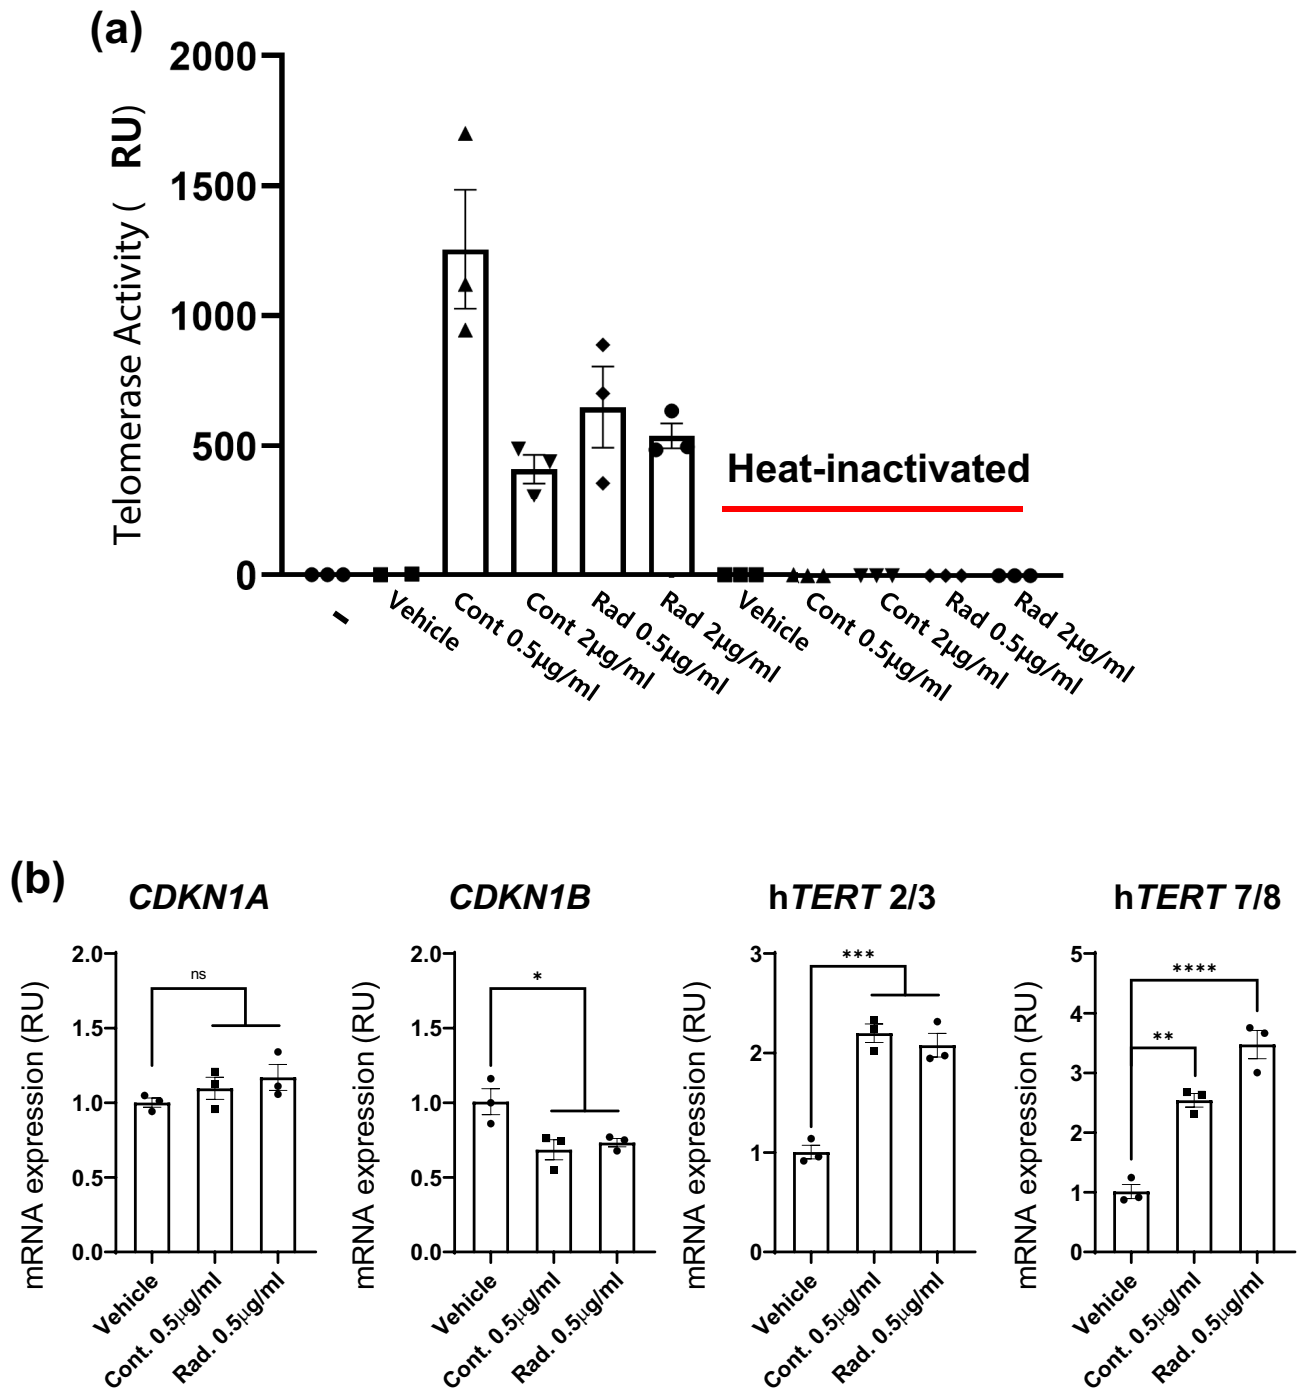 (a)
Telomerase Activity ( RU)
2000
1500
1000
500
0
Heat-inactivated
-
Vehicle
Cont 0.5µg/ml
Cont 2µg/ml
Rad 0.5µg/ml
Rad 2µg/ml
Vehicle
Cont 0.5µg/ml
Cont 2µg/ml
Rad 0.5µg/ml
Rad 2µg/ml
(b)
CDKN1A
mRNA expression (RU)
2.0
1.5
1.0
0.5
0.0
ns
Vehicle
Cont. 0.5µg/ml
Rad. 0.5µg/ml
CDKN1B
mRNA expression (RU)
2.0
1.5
1.0
0.5
0.0
*
Vehicle
Cont. 0.5µg/ml
Rad. 0.5µg/ml
hTERT 2/3
mRNA expression (RU)
3
2
1
0
***
Vehicle
Cont. 0.5µg/ml
Rad. 0.5µg/ml
hTERT 7/8
mRNA expression (RU)
5
4
3
2
1
0
****
**
Vehicle
Cont. 0.5µg/ml
Rad. 0.5µg/ml